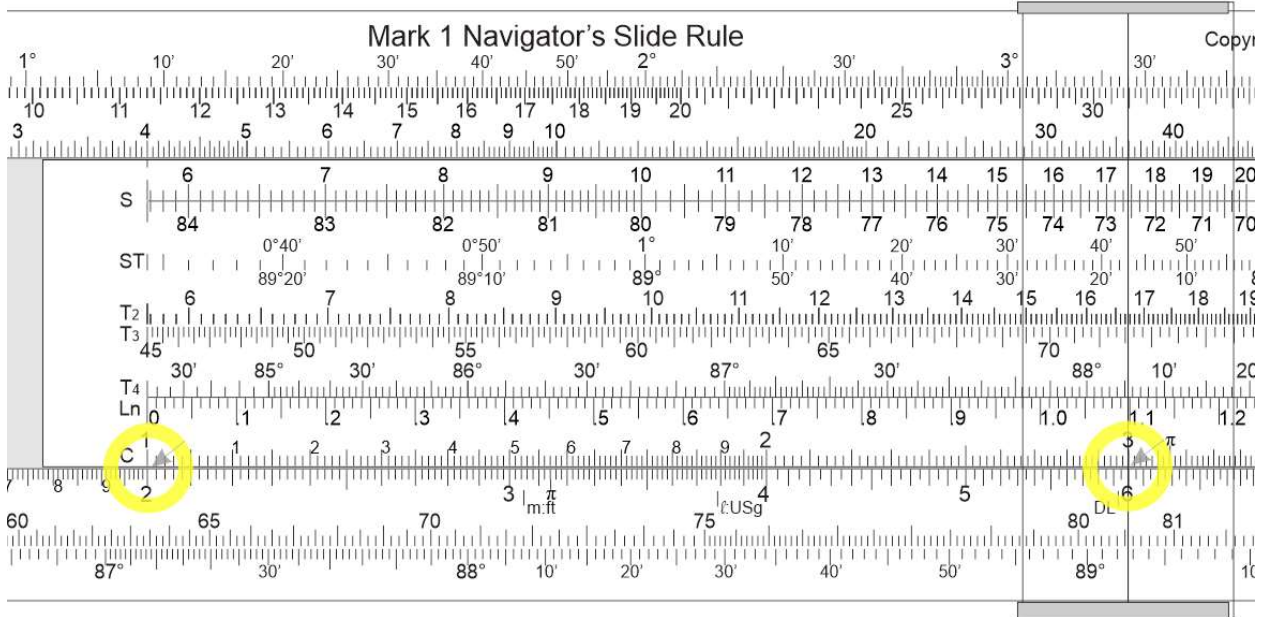 Mark 1 Navigator's Slide Rule Copyr
1° 10' 20' 30' 40' 50' 2° 30' 3° 30'
10 11 12 13 14 15 16 17 18 19 20 25 30
3 4 5 6 7 8 9 10 20 30 40
6 7 8 9 10 11 12 13 14 15 16 17 18 19 20
S
84 83 82 81 80 79 78 77 76 75 74 73 72 71 70
0°40' 0°50' 1° 10' 20' 30' 40' 50'
ST
89°20' 89°10' 89° 50' 40' 30' 20' 10' 8
6 7 8 9 10 11 12 13 14 15 16 17 18 19
T2
T3
45 50 55 60 65 70
30' 85° 30' 86° 30' 87° 30' 88° 10' 20
T4
Ln 0 .1 .2 .3 .4 .5 .6 .7 .8 .9 1.0 1.1 1.2
1 1 2 3 4 5 6 7 8 9 2 3 π
C
7 8 9 2 3 π 4 5 6
m:ft ℓ:USg DL
60 65 70 75 80 81
87° 30' 88° 10' 20' 30' 40' 50' 89° 10